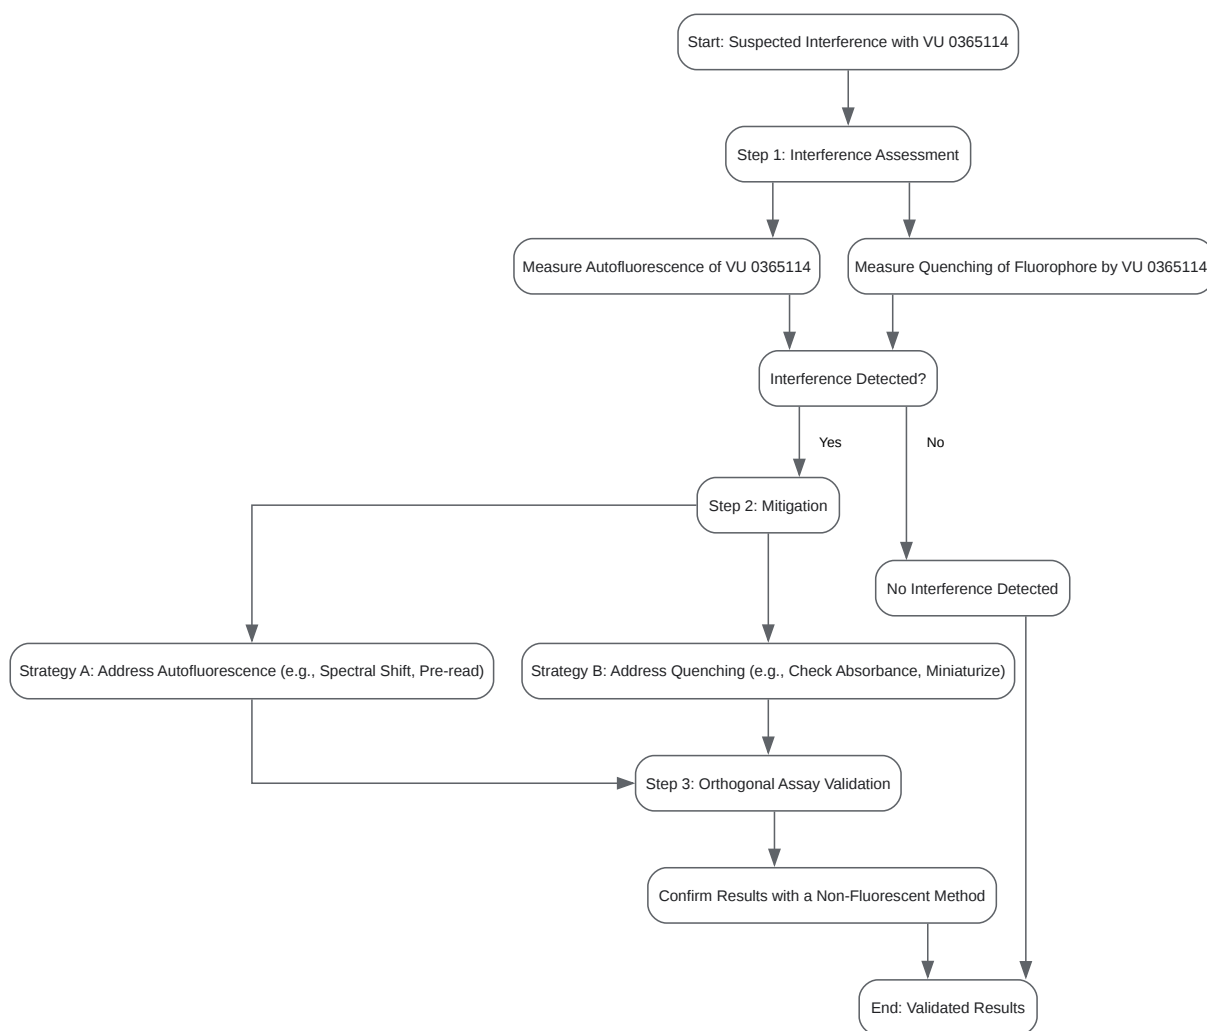 Start: Suspected Interference with VU 0365114
Step 1: Interference Assessment
Measure Autofluorescence of VU 0365114
Measure Quenching of Fluorophore by VU 0365114
Interference Detected?
Yes
No
Step 2: Mitigation
No Interference Detected
Strategy A: Address Autofluorescence (e.g., Spectral Shift, Pre-read)
Strategy B: Address Quenching (e.g., Check Absorbance, Miniaturize)
Step 3: Orthogonal Assay Validation
Confirm Results with a Non-Fluorescent Method
End: Validated Results